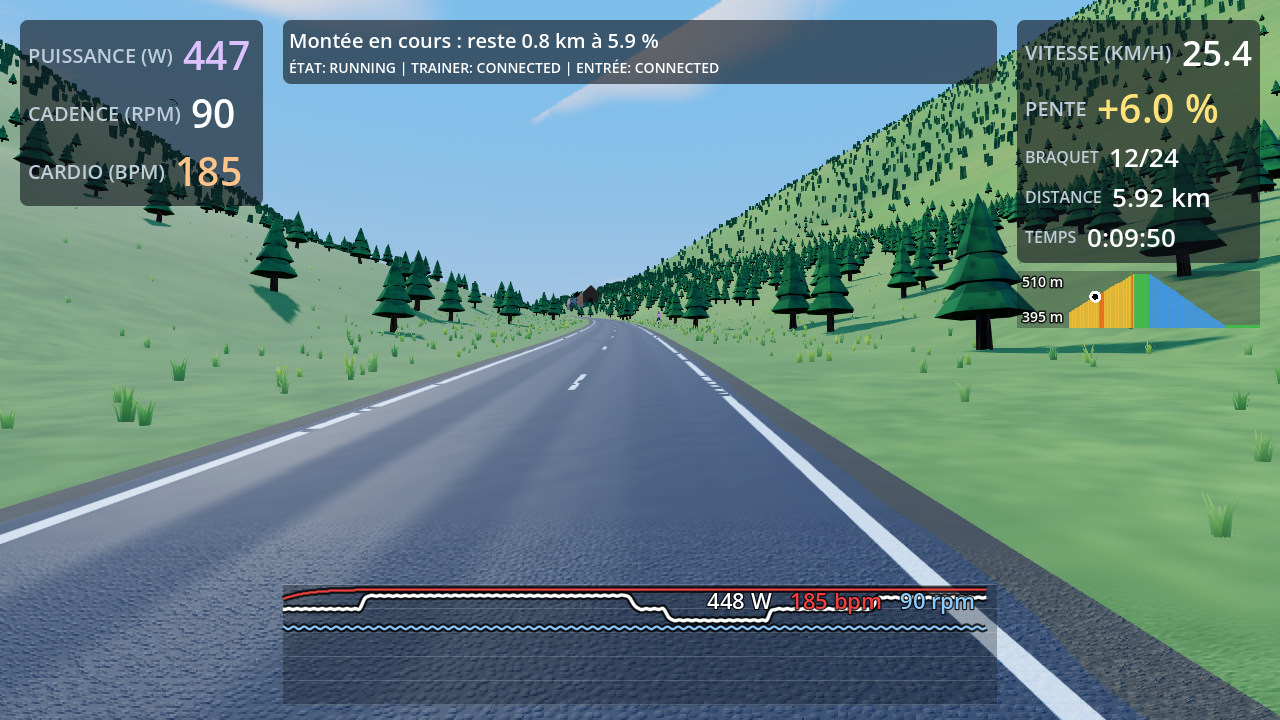 PUISSANCE (W) 447
CADENCE (RPM) 90
CARDIO (BPM) 185
Montée en cours : reste 0.8 km à 5.9 %
ÉTAT: RUNNING | TRAINER: CONNECTED | ENTRÉE: CONNECTED
VITESSE (KM/H) 25.4
PENTE +6.0 %
BRAQUET 12/24
DISTANCE 5.92 km
TEMPS 0:09:50
510 m
395 m
448 W 185 bpm 90 rpm